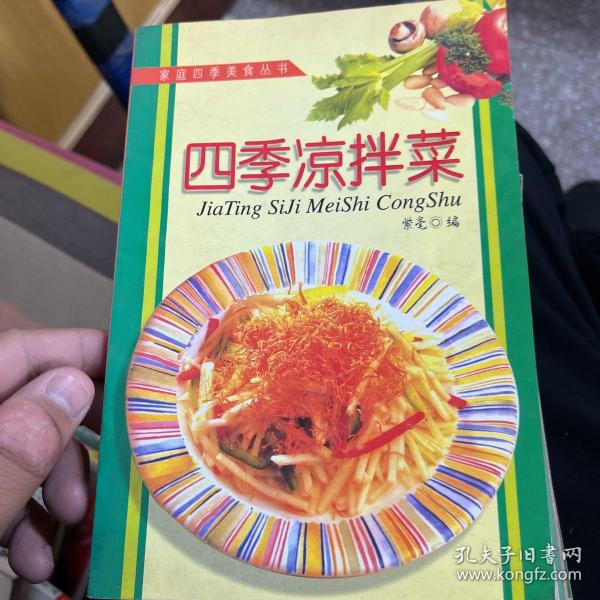 家庭四季美食丛书
四季凉拌菜
JiaTing SiJi MeiShi CongShu
紫毫◎编
孔夫子旧书网
www.kongfz.com